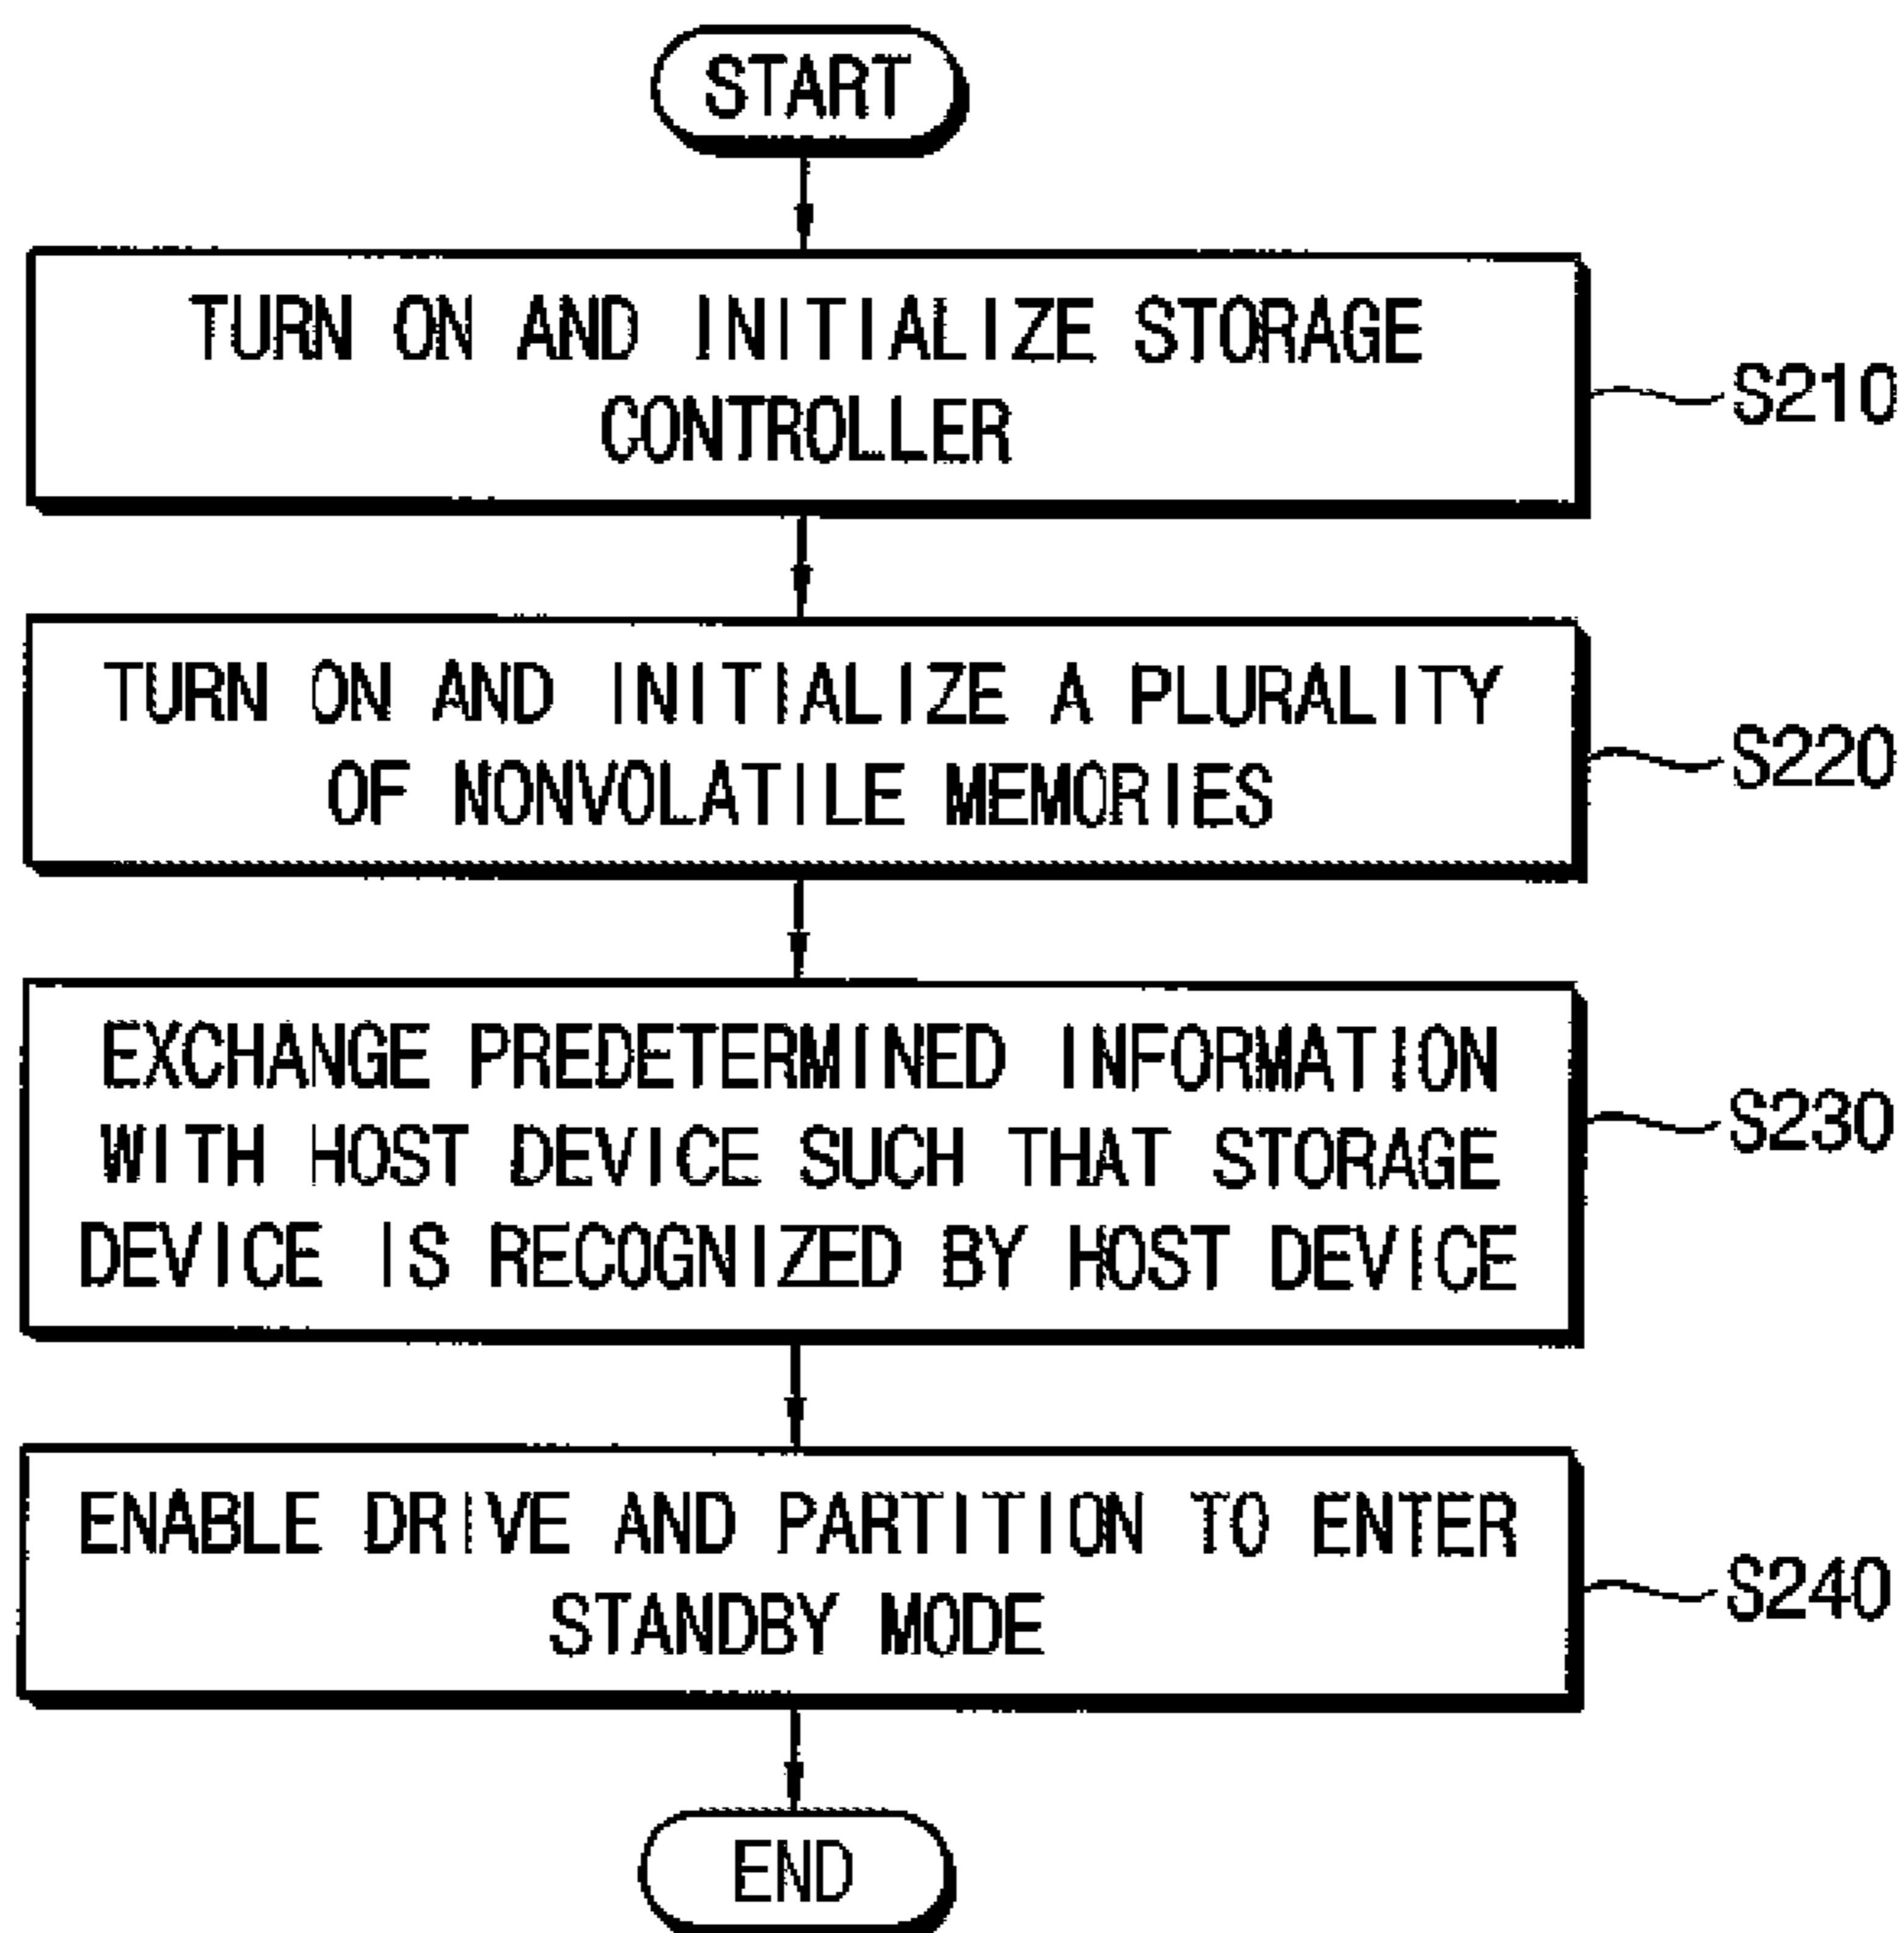 START
TURN ON AND INITIALIZE STORAGE
CONTROLLER
S210
TURN ON AND INITIALIZE A PLURALITY
OF NONVOLATILE MEMORIES
S220
EXCHANGE PREDETERMINED INFORMATION
WITH HOST DEVICE SUCH THAT STORAGE
DEVICE IS RECOGNIZED BY HOST DEVICE
S230
ENABLE DRIVE AND PARTITION TO ENTER
STANDBY MODE
S240
END